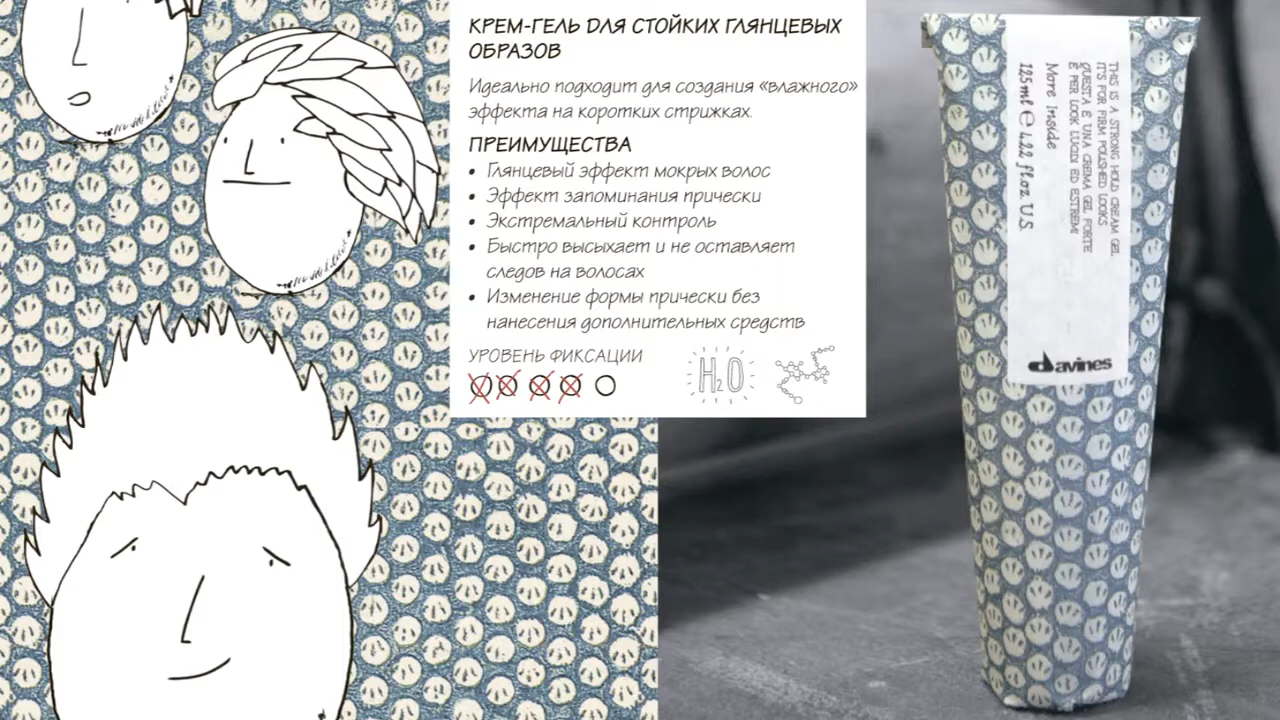 КРЕМ-ГЕЛЬ ДЛЯ СТОЙКИХ ГЛЯНЦЕВЫХ
ОБРАЗОВ
Идеально подходит для создания «влажного»
эффекта на коротких стрижках.
ПРЕИМУЩЕСТВА
• Глянцевый эффект мокрых волос
• Эффект запоминания прически
• Экстремальный контроль
• Быстро высыхает и не оставляет
следов на волосах
• Изменение формы прически без
нанесения дополнительных средств
УРОВЕНЬ ФИКСАЦИИ
H2O
THIS IS A STRONG HOLD CREAM GEL
IT'S FOR FIRM POLISHED LOOKS
QUESTA È UNA CREMA GEL FORTE
È PER LOOK LUCIDI ED ESTREMI
More Inside
125 ml ℮ 4.22 fl.oz. U.S.
davines